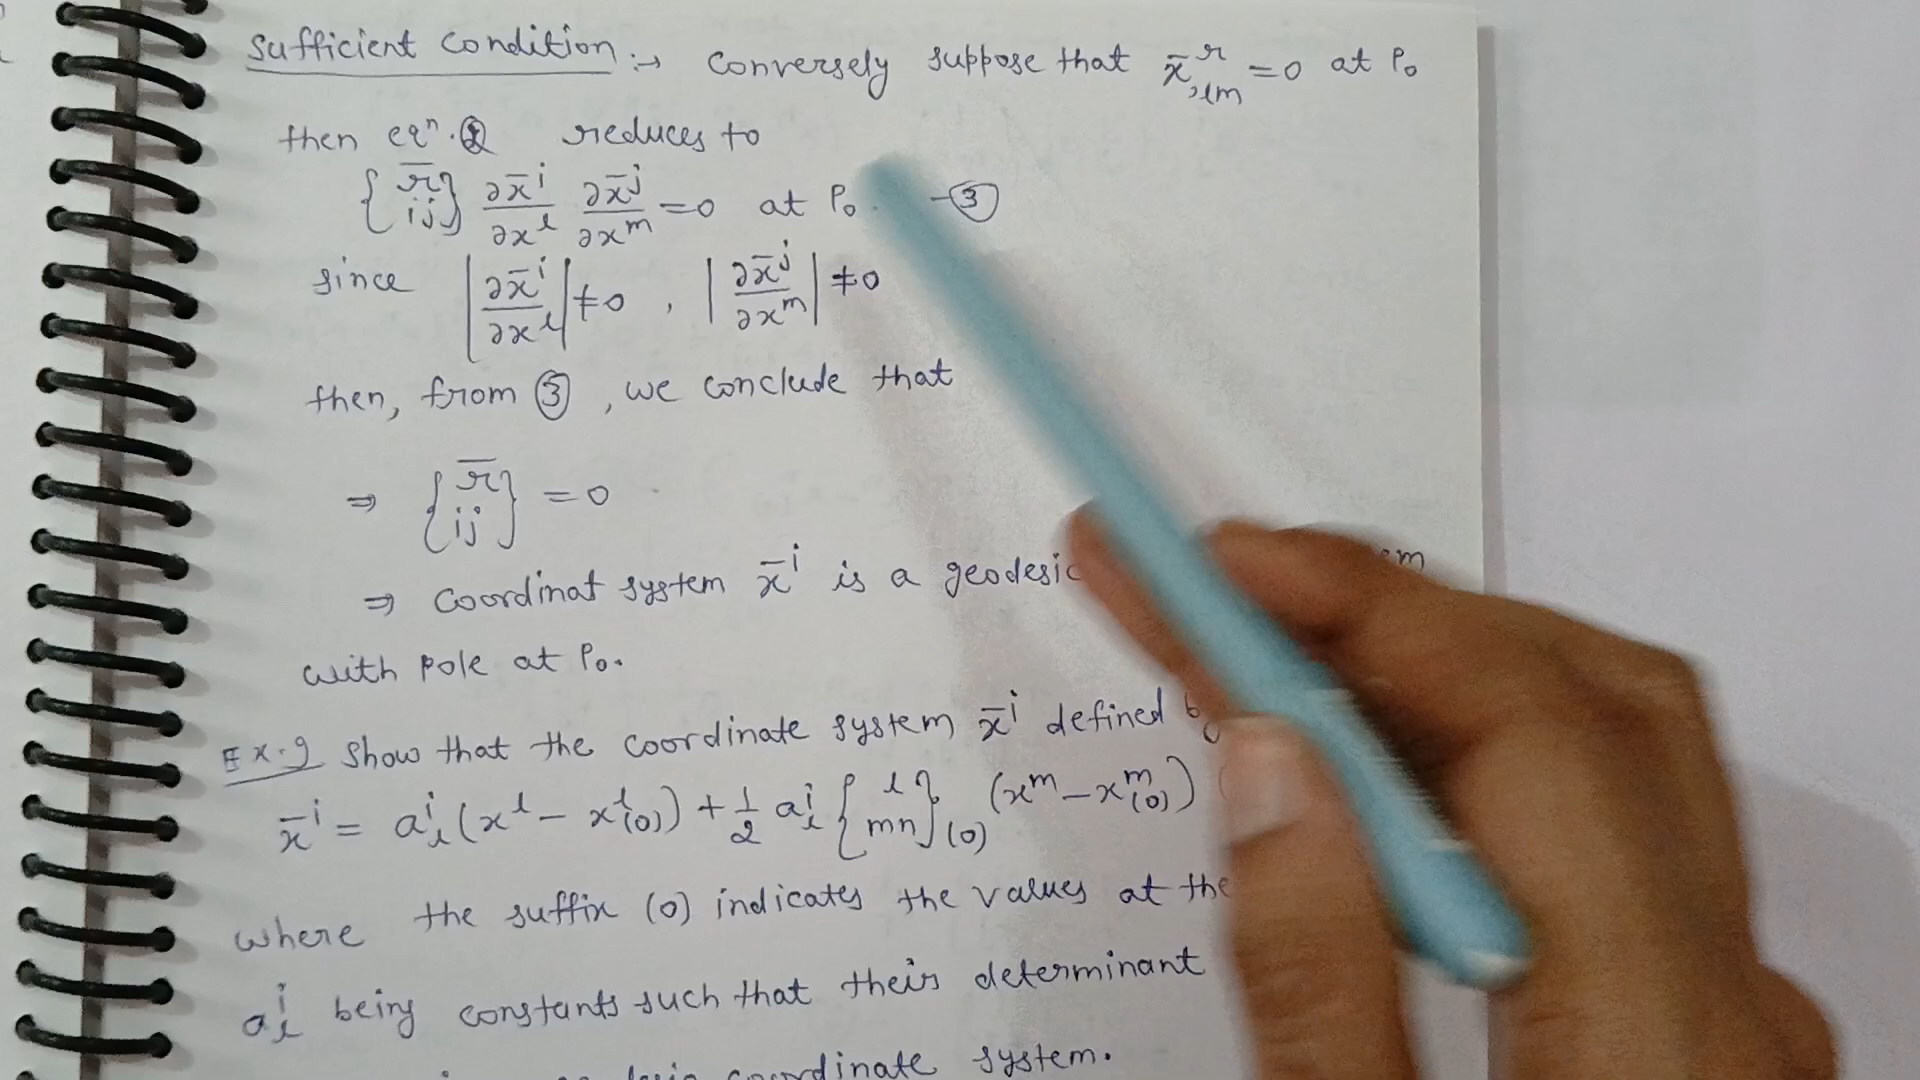 Sufficient Condition :→ Conversely suppose that x̄^r_{,lm} = 0 at P₀
then eqⁿ. ② reduces to
{r̄ ij} ∂x̄^i/∂x^l ∂x̄^j/∂x^m = 0 at P₀. —③
since |∂x̄^i/∂x^l| ≠ 0 , |∂x̄^j/∂x^m| ≠ 0
then, from ③ , we conclude that
⇒ {r̄ ij} = 0
⇒ Coordinat system x̄^i is a geodesic
with pole at P₀.
Ex.9 Show that the coordinate system x̄^i defined
x̄^i = a^i_l (x^l − x^l_(0)) + 1/2 a^i_l {l mn}_(0) (x^m − x^m_(0))
where the suffix (0) indicates the values at the
a^i_l being constants such that their determinant
coordinate system.